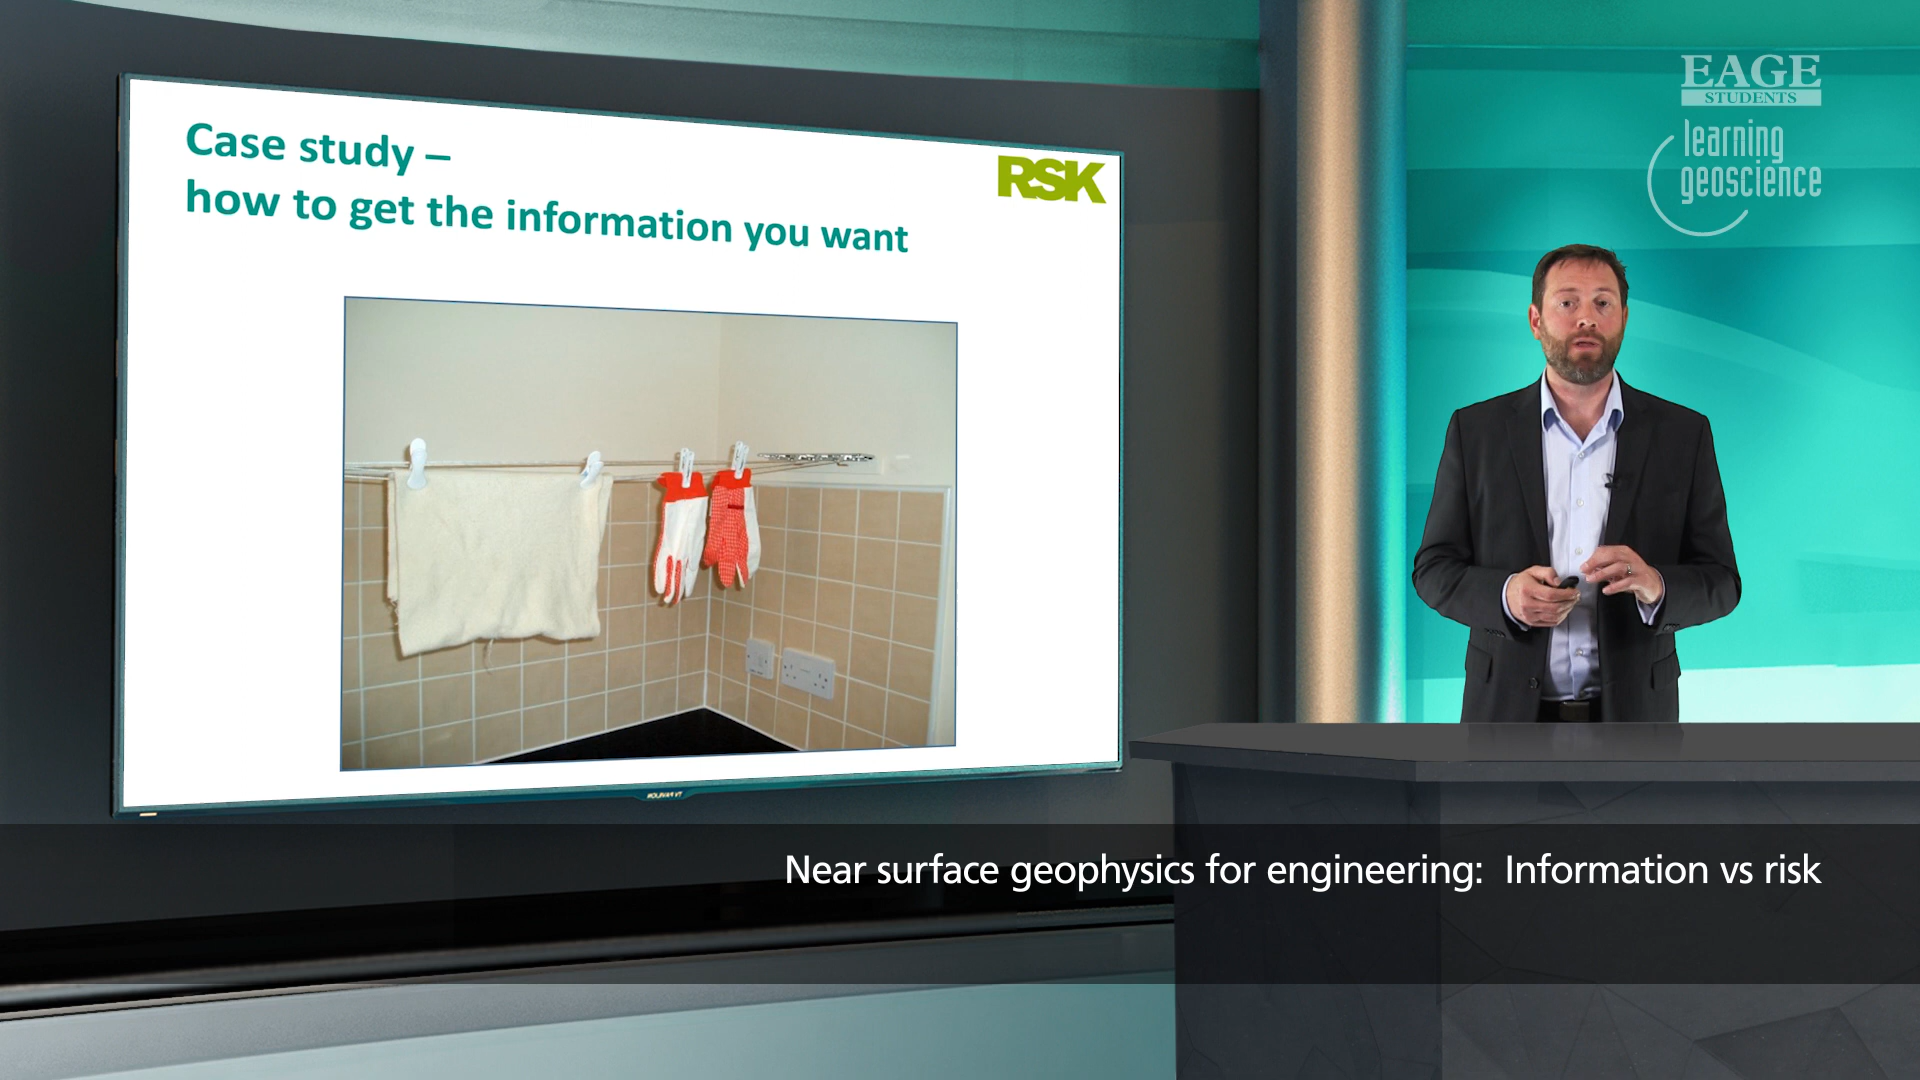 Case study –
how to get the information you want
RSK
EAGE
STUDENTS
learning
geoscience
Near surface geophysics for engineering: Information vs risk